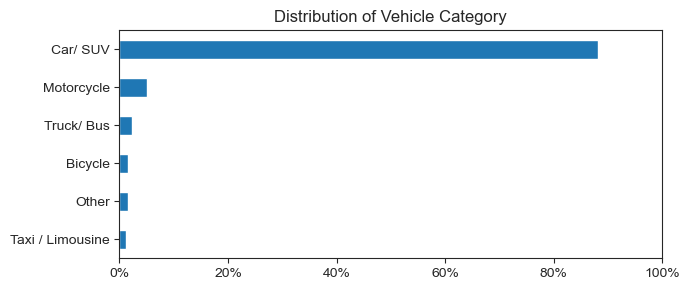 Distribution of Vehicle Category
Car/ SUV
Motorcycle
Truck/ Bus
Bicycle
Other
Taxi / Limousine
0% 20% 40% 60% 80% 100%